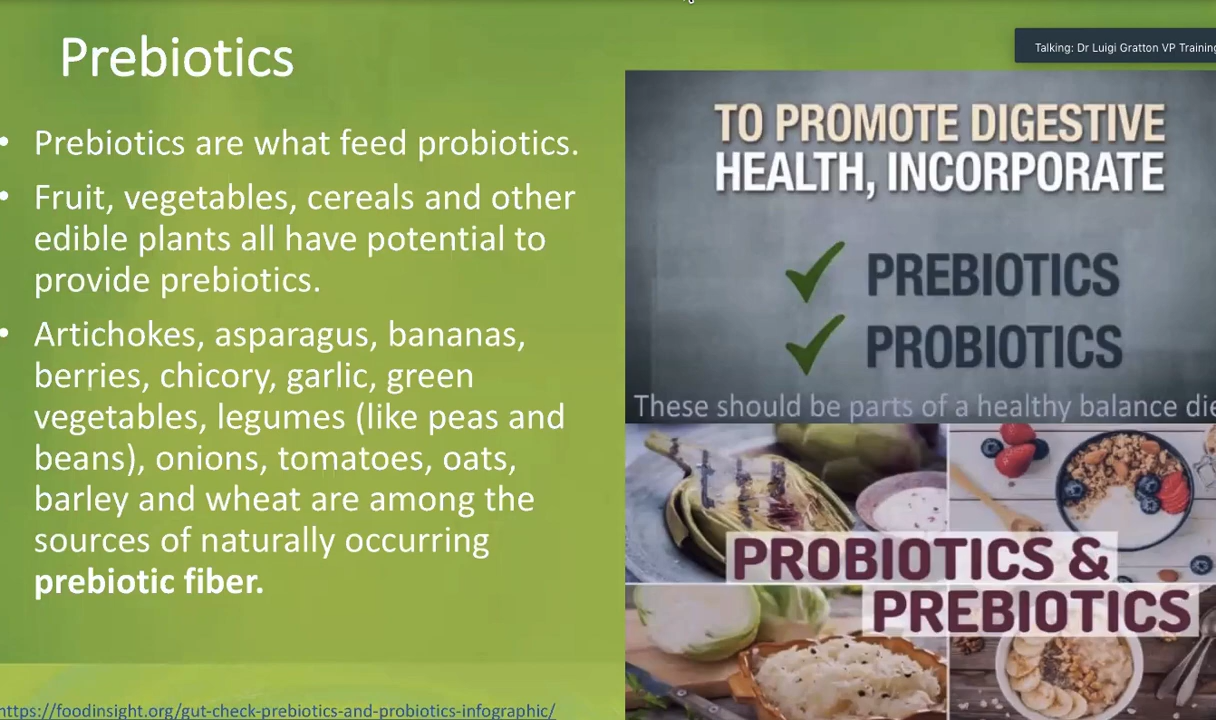 Prebiotics
Talking: Dr Luigi Gratton VP Training
• Prebiotics are what feed probiotics.
• Fruit, vegetables, cereals and other
edible plants all have potential to
provide prebiotics.
• Artichokes, asparagus, bananas,
berries, chicory, garlic, green
vegetables, legumes (like peas and
beans), onions, tomatoes, oats,
barley and wheat are among the
sources of naturally occurring
prebiotic fiber.
https://foodinsight.org/gut-check-prebiotics-and-probiotics-infographic/
TO PROMOTE DIGESTIVE
HEALTH, INCORPORATE
✓ PREBIOTICS
✓ PROBIOTICS
These should be parts of a healthy balance die
PROBIOTICS &
PREBIOTICS